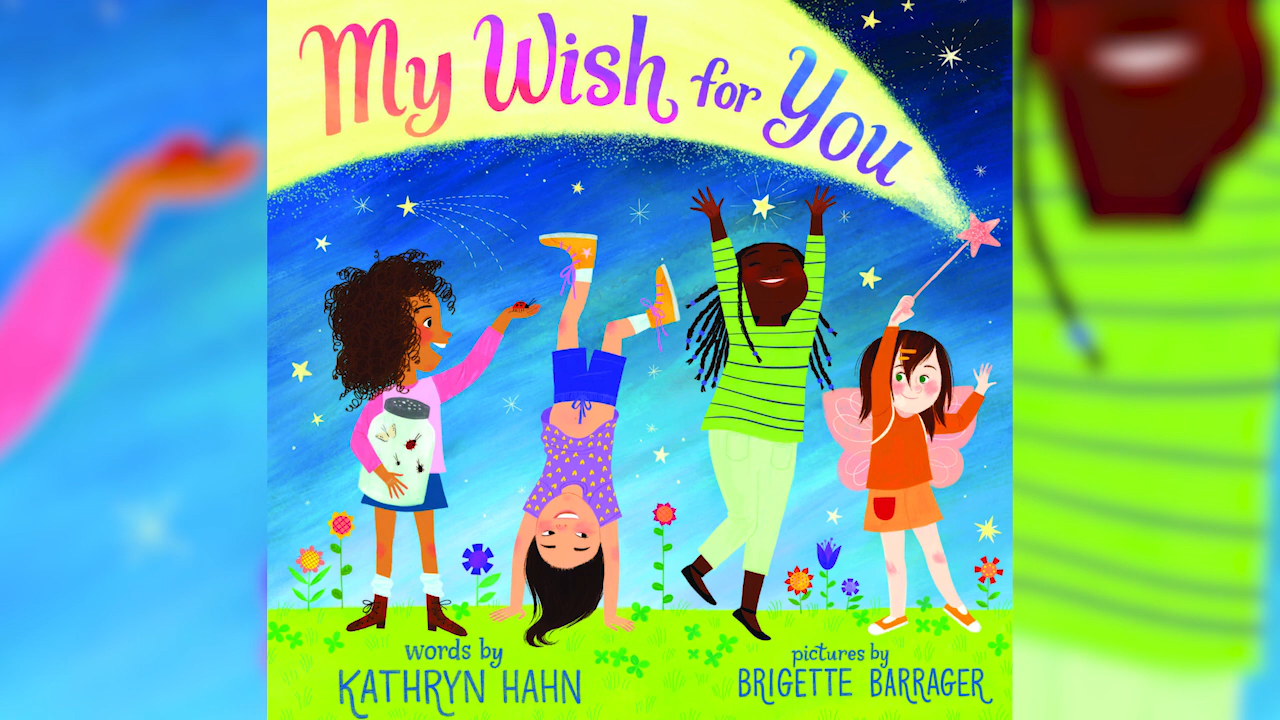 My Wish for You
words by
KATHRYN HAHN
pictures by
BRIGETTE BARRAGER